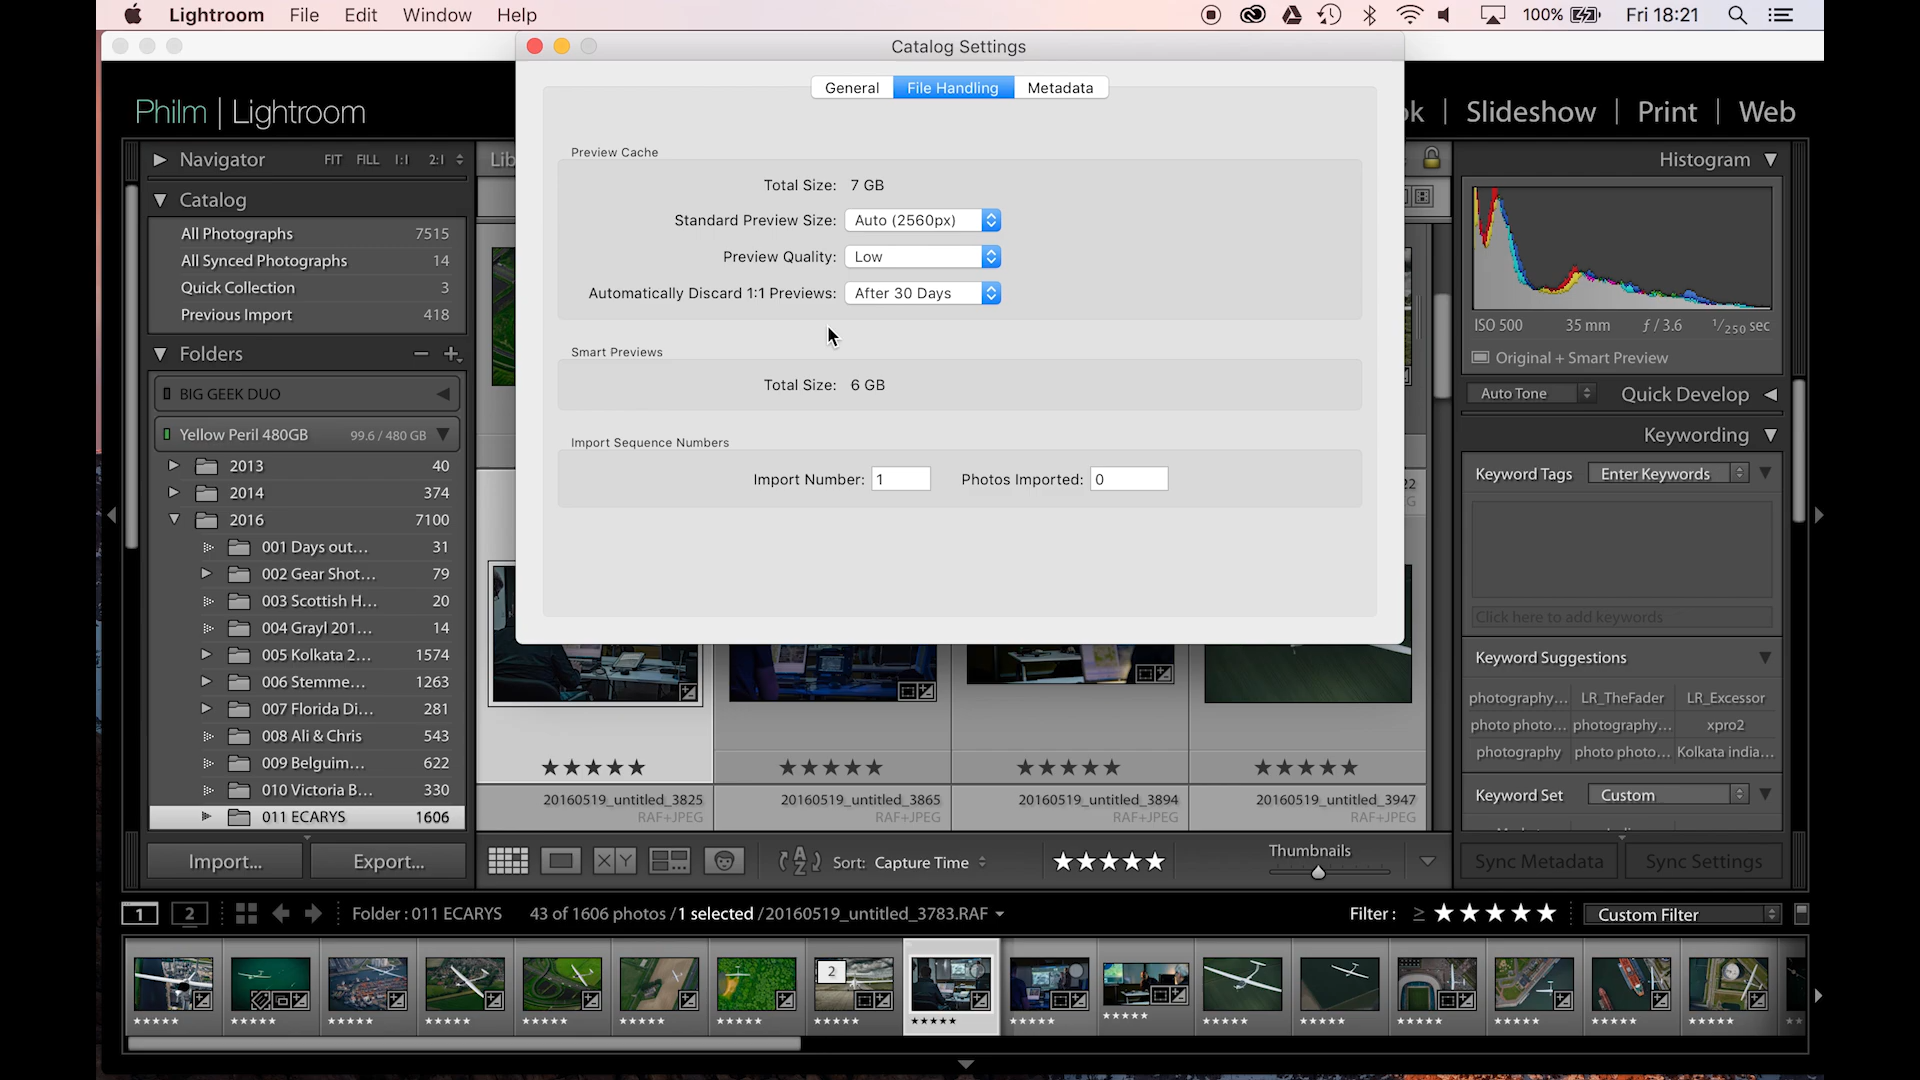 Lightroom File Edit Window Help 100% Fri 18:21
Catalog Settings
General File Handling Metadata
Philm | Lightroom
Slideshow | Print | Web
Preview Cache
Total Size: 7 GB
Standard Preview Size: Auto (2560px)
Preview Quality: Low
Automatically Discard 1:1 Previews: After 30 Days
Smart Previews
Total Size: 6 GB
Import Sequence Numbers
Import Number: 1 Photos Imported: 0
Navigator FIT FILL 1:1 2:1
Lib
Catalog
All Photographs 7515
All Synced Photographs 14
Quick Collection 3
Previous Import 418
Folders
BIG GEEK DUO
Yellow Peril 480GB 99.6 / 480 GB
2013 40
2014 374
2016 7100
001 Days out... 31
002 Gear Shot... 79
003 Scottish H... 20
004 Grayl 201... 14
005 Kolkata 2... 1574
006 Stemme... 1263
007 Florida Di... 281
008 Ali & Chris 543
009 Belguim... 622
010 Victoria B... 330
011 ECARYS 1606
Import... Export...
Histogram
ISO 500 35 mm ƒ / 3.6 1/250 sec
Original + Smart Preview
Auto Tone Quick Develop
Keywording
Keyword Tags Enter Keywords
Click here to add keywords
Keyword Suggestions
photography... LR_TheFader LR_Excessor
photo photo... photography... xpro2
photography photo photo... Kolkata india...
Keyword Set Custom
Sync Metadata Sync Settings
20160519_untitled_3825
RAF+JPEG
20160519_untitled_3865
RAF+JPEG
20160519_untitled_3894
RAF+JPEG
20160519_untitled_3947
RAF+JPEG
XY Sort: Capture Time Thumbnails
1 2 Folder : 011 ECARYS 43 of 1606 photos / 1 selected / 20160519_untitled_3783.RAF Filter : ≥ ★★★★★ Custom Filter
2